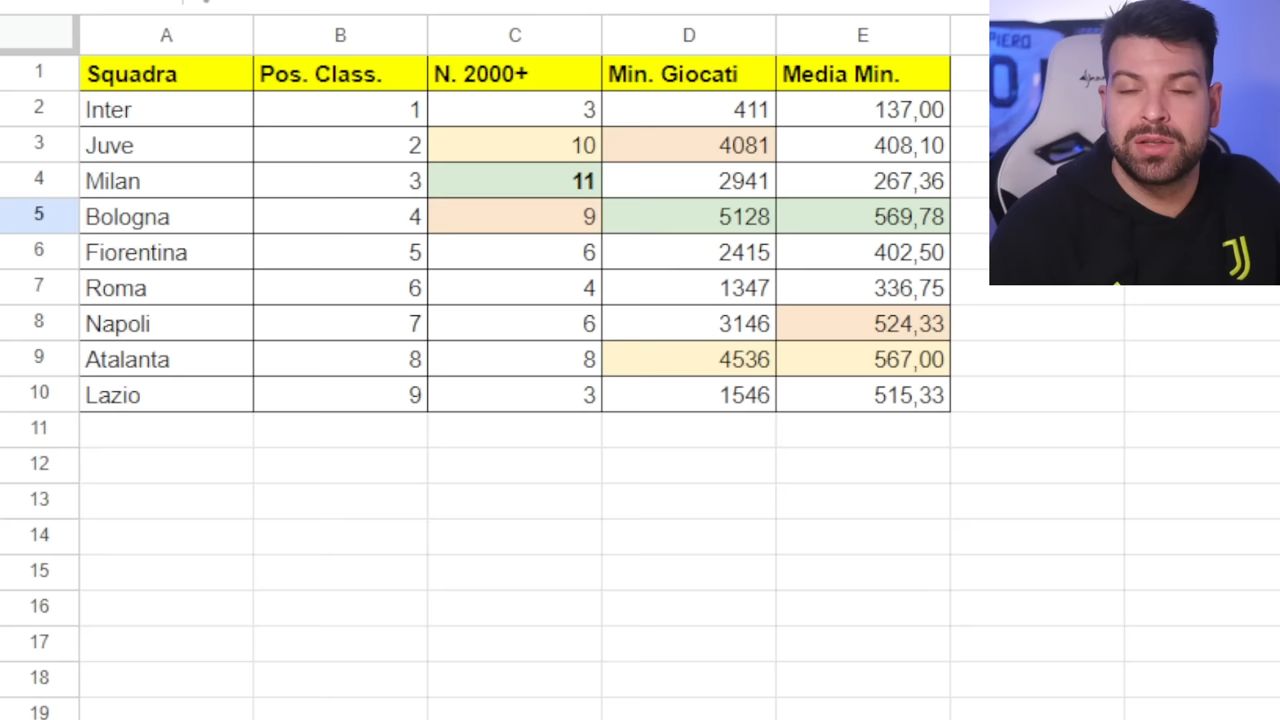 A B C D E
1 Squadra Pos. Class. N. 2000+ Min. Giocati Media Min.
2 Inter 1 3 411 137,00
3 Juve 2 10 4081 408,10
4 Milan 3 11 2941 267,36
5 Bologna 4 9 5128 569,78
6 Fiorentina 5 6 2415 402,50
7 Roma 6 4 1347 336,75
8 Napoli 7 6 3146 524,33
9 Atalanta 8 8 4536 567,00
10 Lazio 9 3 1546 515,33
11
12
13
14
15
16
17
18
19
PIERO